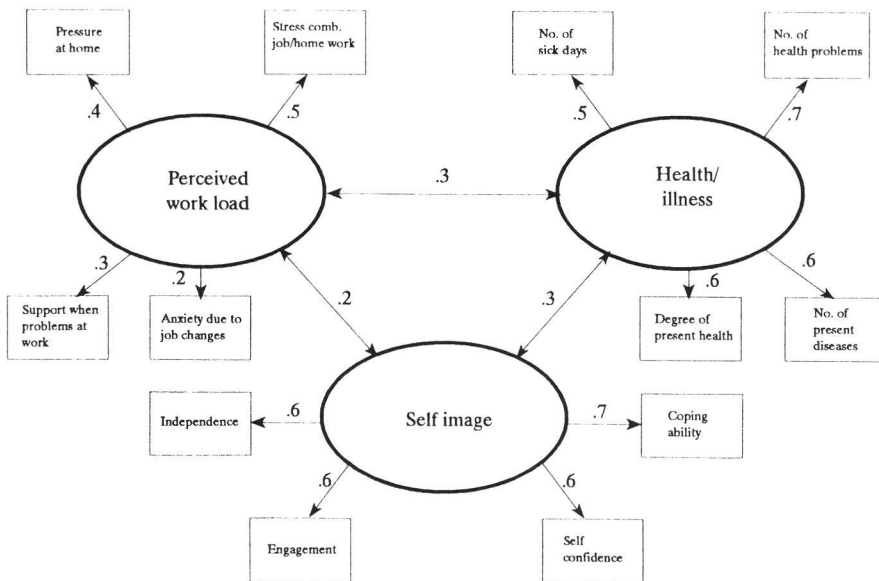 Pressure
at home
Stress comb.
job/home work
No. of
sick days
No. of
health problems
.4
.5
.5
.7
Perceived
work load
.3
Health/
illness
.3
.2
.2
.3
.6
.6
Support when
problems at
work
Anxiety due to
job changes
Degree of
present health
No. of
present
diseases
Independence
.6
Self image
.7
Coping
ability
.6
.6
Engagement
Self
confidence